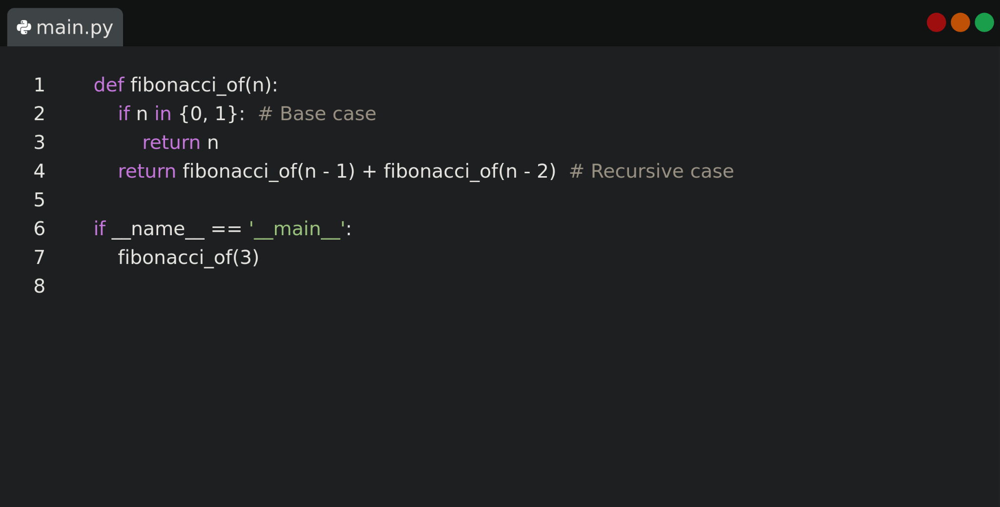 main.py
1 def fibonacci_of(n):
2     if n in {0, 1}:  # Base case
3         return n
4     return fibonacci_of(n - 1) + fibonacci_of(n - 2)  # Recursive case
5
6 if __name__ == '__main__':
7     fibonacci_of(3)
8